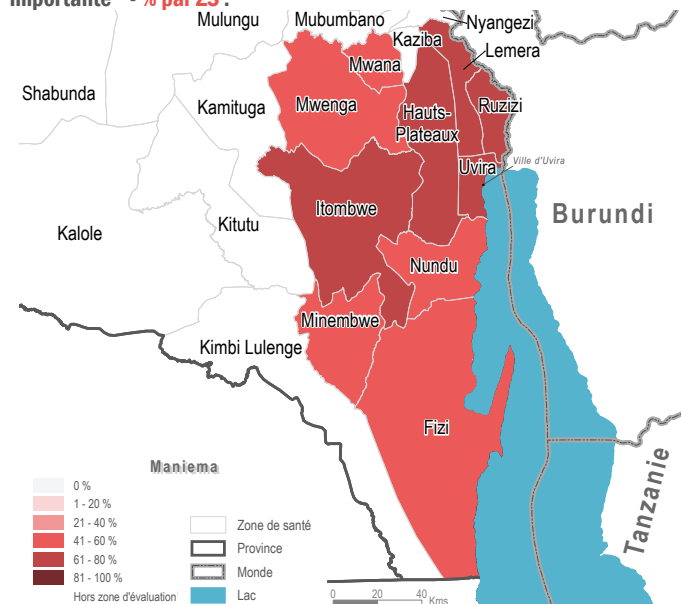 importante - % par ZS :
Mulungu
Mubumbano
Nyangezi
Kaziba
Lemera
Mwana
Shabunda
Kamituga
Mwenga
Hauts-
Plateaux
Ruzizi
Uvira
Ville d'Uvira
Itombwe
Burundi
Kitutu
Kalole
Nundu
Minembwe
Kimbi Lulenge
Fizi
Maniema
Tanzanie
0 %
1 - 20 %
21 - 40 %
41 - 60 %
61 - 80 %
81 - 100 %
Hors zone d'évaluation
Zone de santé
Province
Monde
Lac
0 20 40
Kms